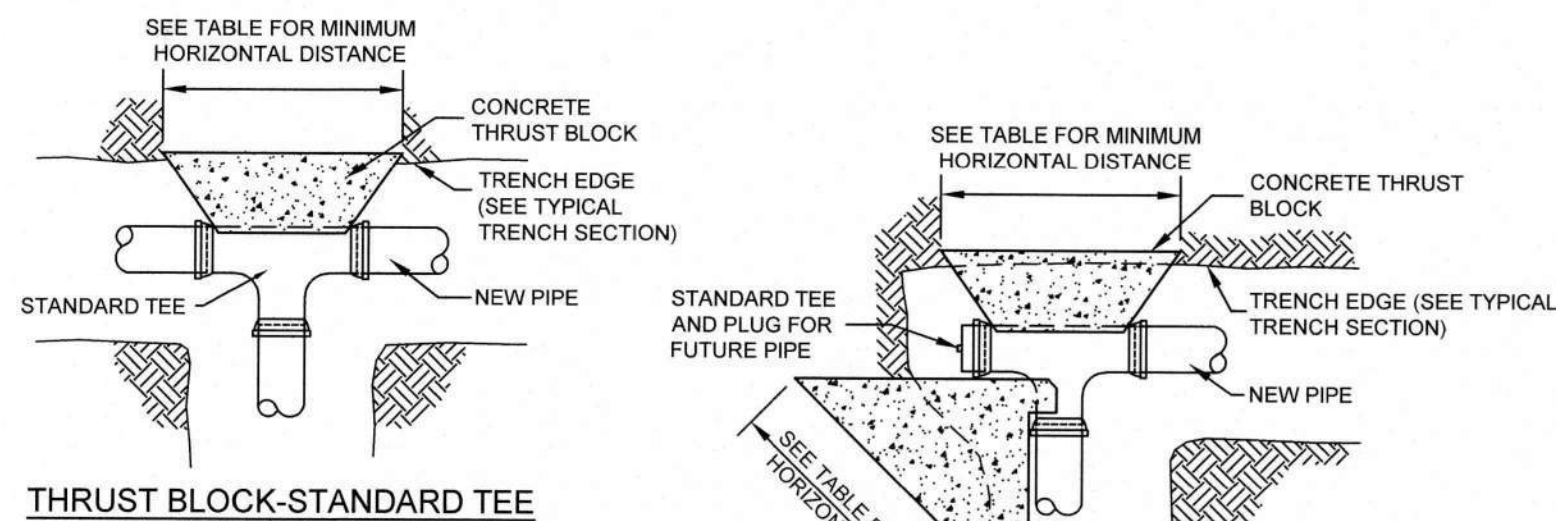 SEE TABLE FOR MINIMUM
HORIZONTAL DISTANCE
CONCRETE
THRUST BLOCK
TRENCH EDGE
(SEE TYPICAL
TRENCH SECTION)
STANDARD TEE
NEW PIPE
THRUST BLOCK-STANDARD TEE
SEE TABLE FOR MINIMUM
HORIZONTAL DISTANCE
CONCRETE THRUST
BLOCK
TRENCH EDGE (SEE TYPICAL
TRENCH SECTION)
STANDARD TEE
AND PLUG FOR
FUTURE PIPE
NEW PIPE
SEE TABLE